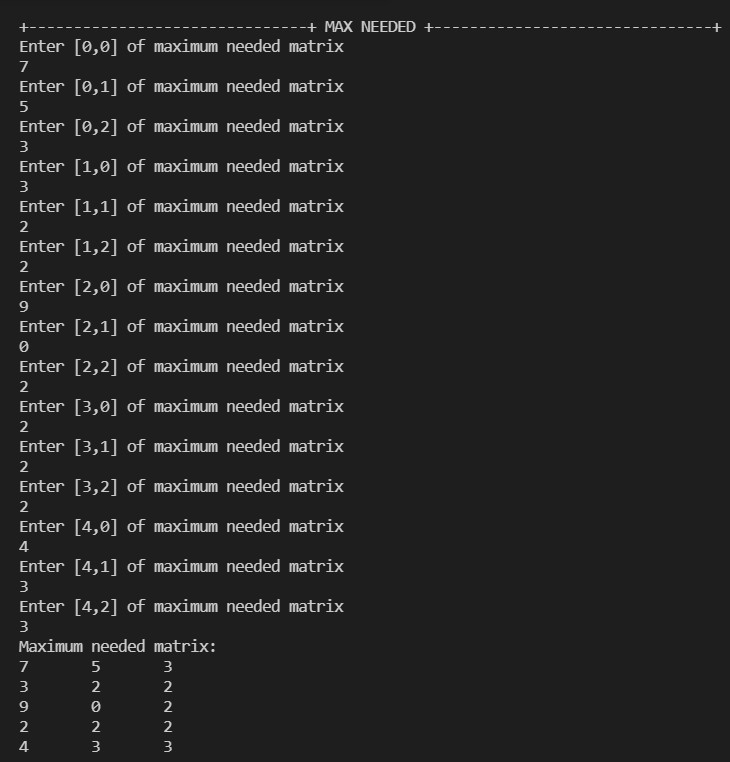 +-------------------------------+ MAX NEEDED +-------------------------------+
Enter [0,0] of maximum needed matrix
7
Enter [0,1] of maximum needed matrix
5
Enter [0,2] of maximum needed matrix
3
Enter [1,0] of maximum needed matrix
3
Enter [1,1] of maximum needed matrix
2
Enter [1,2] of maximum needed matrix
2
Enter [2,0] of maximum needed matrix
9
Enter [2,1] of maximum needed matrix
0
Enter [2,2] of maximum needed matrix
2
Enter [3,0] of maximum needed matrix
2
Enter [3,1] of maximum needed matrix
2
Enter [3,2] of maximum needed matrix
2
Enter [4,0] of maximum needed matrix
4
Enter [4,1] of maximum needed matrix
3
Enter [4,2] of maximum needed matrix
3
Maximum needed matrix:
7       5       3
3       2       2
9       0       2
2       2       2
4       3       3